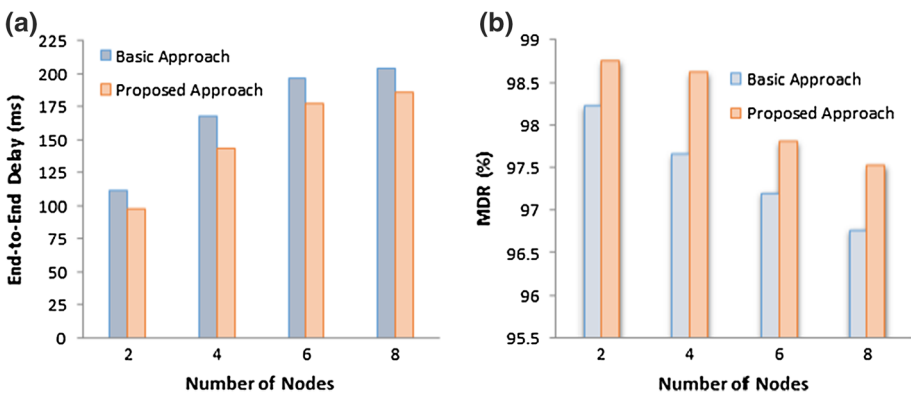 (a)
225
200
175
150
125
100
75
50
25
0
End-to-End Delay (ms)
Basic Approach
Proposed Approach
2 4 6 8
Number of Nodes
(b)
99
98.5
98
97.5
97
96.5
96
95.5
MDR (%)
Basic Approach
Proposed Approach
2 4 6 8
Number of Nodes